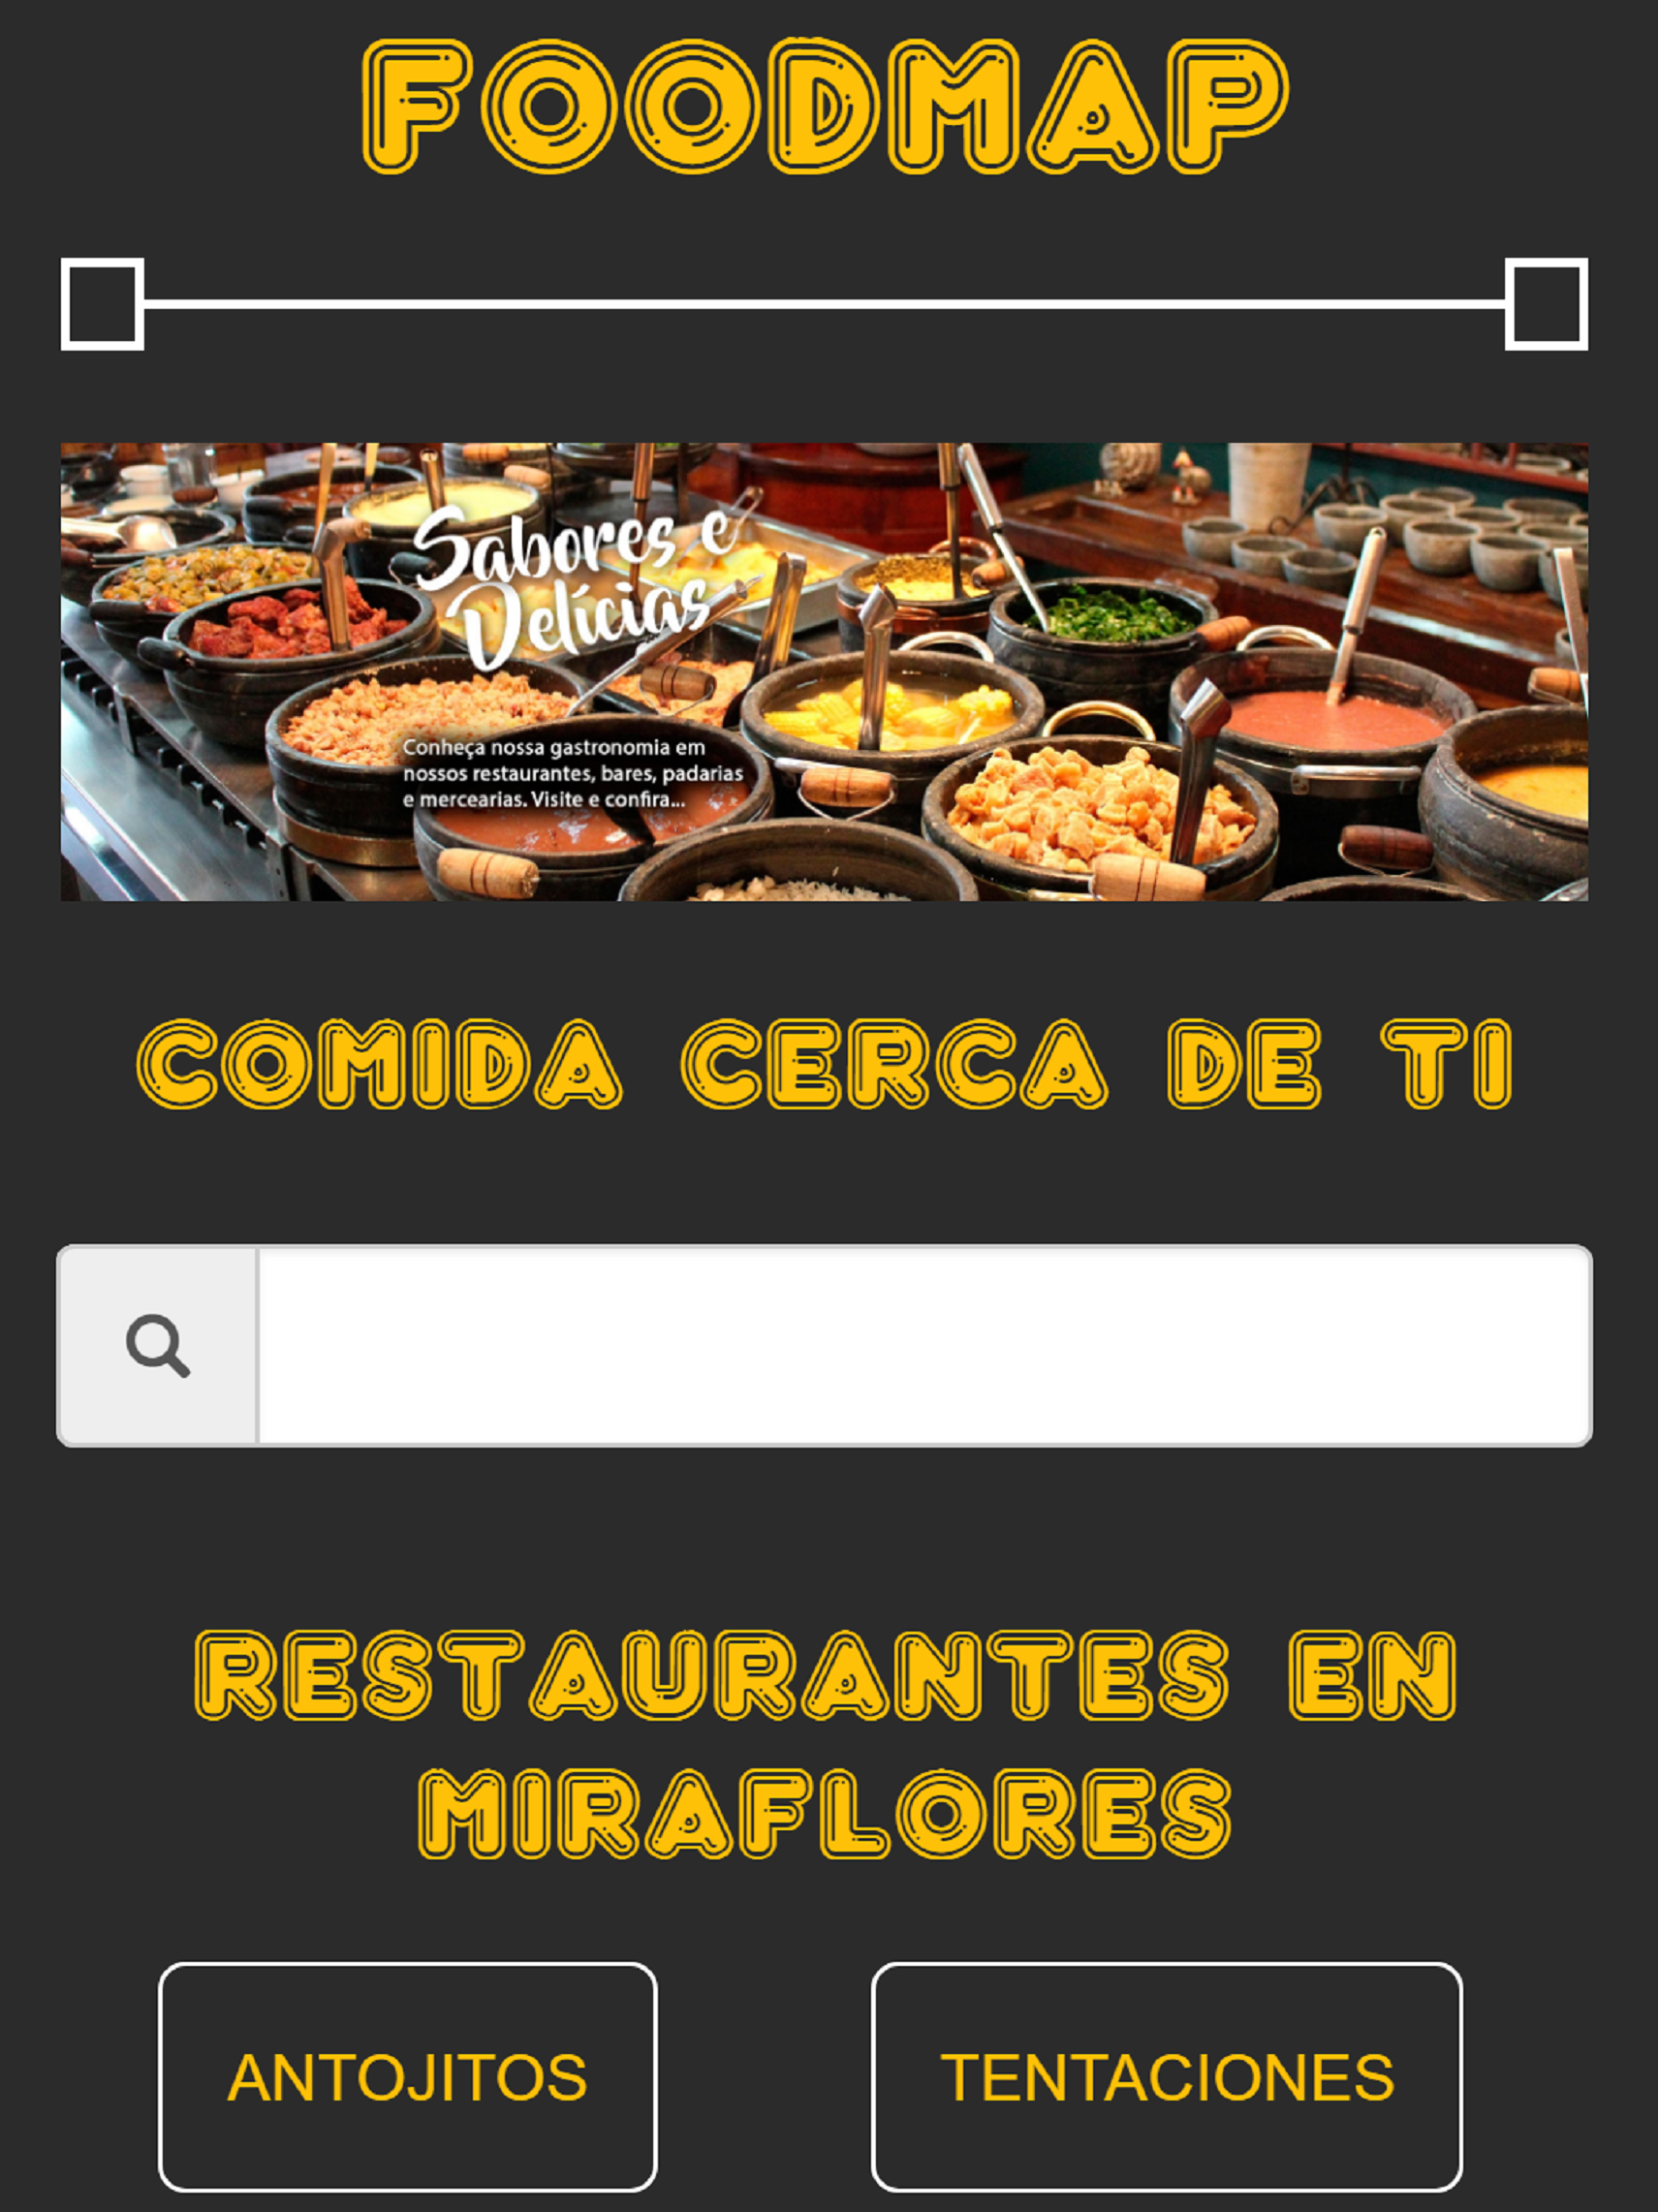 FOODMAP
Sabores e
Delícias
Conheça nossa gastronomia em
nossos restaurantes, bares, padarias
e mercearias. Visite e confira...
COMIDA CERCA DE TI
RESTAURANTES EN
MIRAFLORES
ANTOJITOS
TENTACIONES